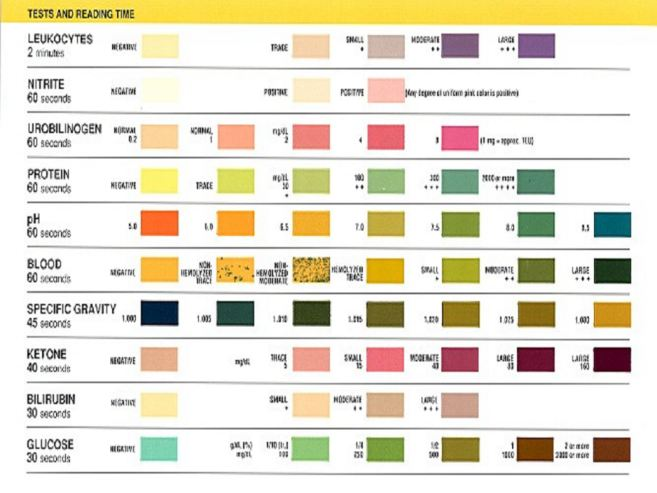 TESTS AND READING TIME
LEUKOCYTES NEGATIVE TRACE SMALL MODERATE LARGE
2 minutes + ++ +++
NITRITE NEGATIVE POSITIVE POSITIVE (Any degree of uniform pink color is positive)
60 seconds
UROBILINOGEN NORMAL NORMAL mg/dL
60 seconds 0.2 1 2 4 8
PROTEIN NEGATIVE TRACE mg/dL 30 100 300 2000 or more
60 seconds + ++ +++ ++++
pH 5.0 6.0 6.5 7.0 7.5 8.0 8.5
60 seconds
BLOOD NEGATIVE NON-HEMOLYZED TRACE NON-HEMOLYZED MODERATE HEMOLYZED TRACE SMALL MODERATE LARGE
60 seconds + ++ +++
SPECIFIC GRAVITY 1.000 1.005 1.010 1.015 1.020 1.025
45 seconds
KETONE NEGATIVE mg/dL TRACE SMALL MODERATE LARGE LARGE
40 seconds 5 15 40 80 160
BILIRUBIN NEGATIVE SMALL MODERATE LARGE
30 seconds + ++ +++
GLUCOSE NEGATIVE g/dL (%) 1/10 (tr.) 1/4 1/2 1 2 or more
30 seconds mg/dL 100 250 500 1000 2000 or more